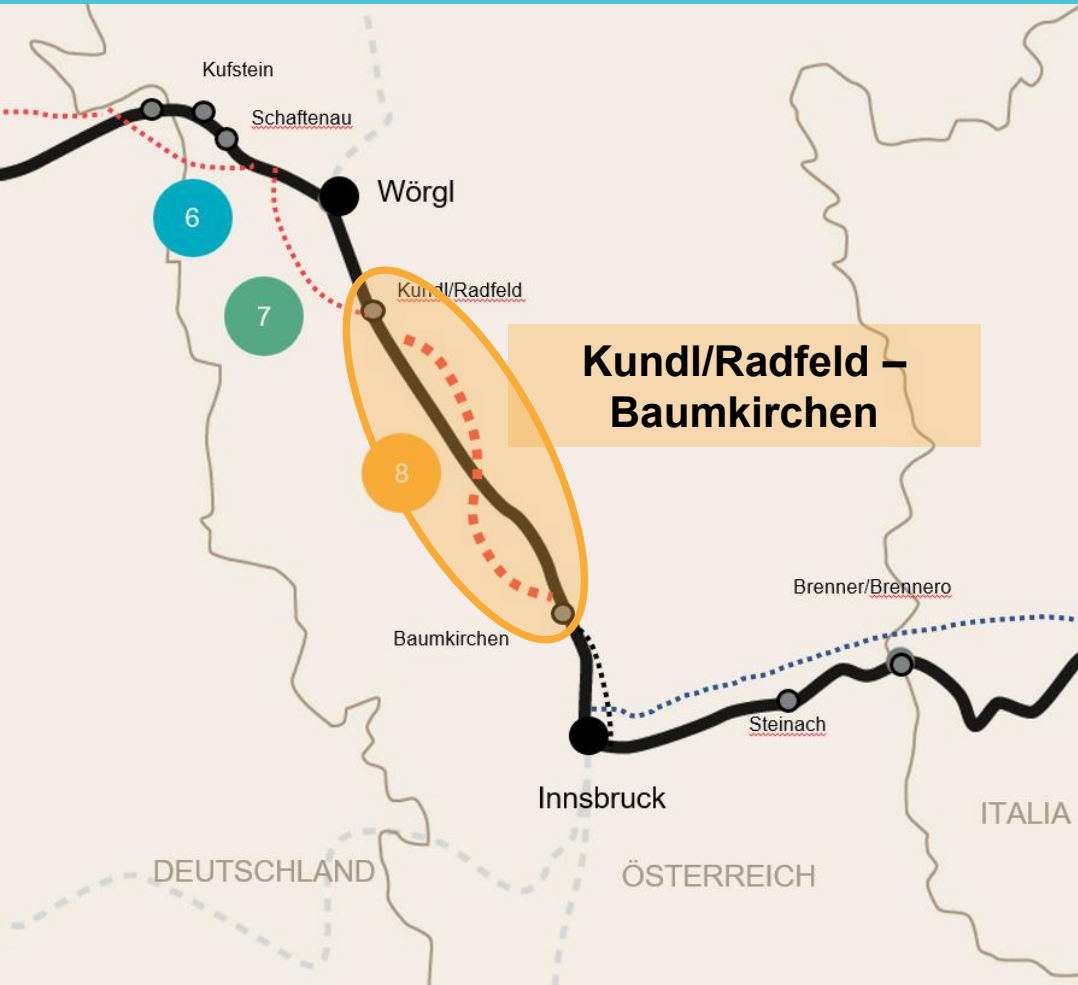 Kufstein
Schaftenau
Wörgl
6
Kundl/Radfeld
7
Kundl/Radfeld –
Baumkirchen
8
Brenner/Brennero
Baumkirchen
Steinach
Innsbruck
ITALIA
DEUTSCHLAND
ÖSTERREICH